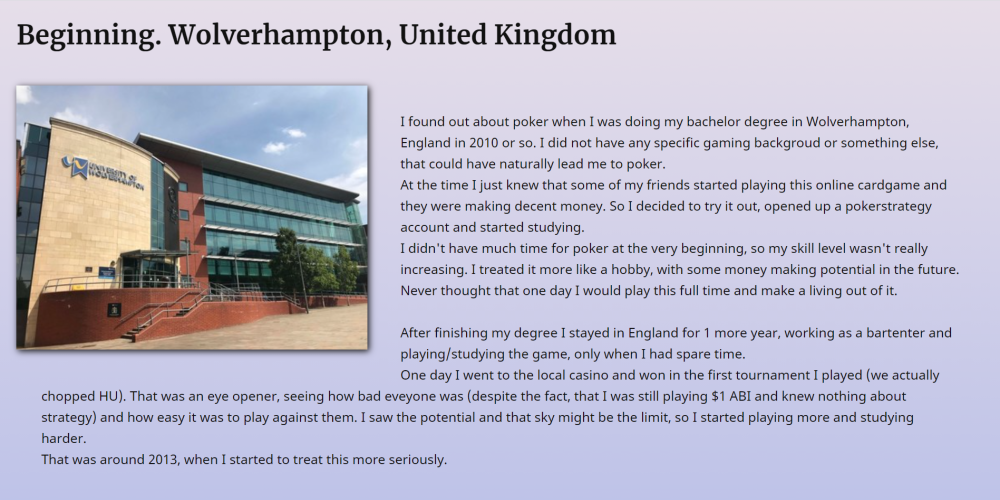 Beginning. Wolverhampton, United Kingdom
UNIVERSITY OF
WOLVERHAMPTON
I found out about poker when I was doing my bachelor degree in Wolverhampton,
England in 2010 or so. I did not have any specific gaming backgroud or something else,
that could have naturally lead me to poker.
At the time I just knew that some of my friends started playing this online cardgame and
they were making decent money. So I decided to try it out, opened up a pokerstrategy
account and started studying.
I didn't have much time for poker at the very beginning, so my skill level wasn't really
increasing. I treated it more like a hobby, with some money making potential in the future.
Never thought that one day I would play this full time and make a living out of it.
After finishing my degree I stayed in England for 1 more year, working as a bartenter and
playing/studying the game, only when I had spare time.
One day I went to the local casino and won in the first tournament I played (we actually
chopped HU). That was an eye opener, seeing how bad eveyone was (despite the fact, that I was still playing $1 ABI and knew nothing about
strategy) and how easy it was to play against them. I saw the potential and that sky might be the limit, so I started playing more and studying
harder.
That was around 2013, when I started to treat this more seriously.